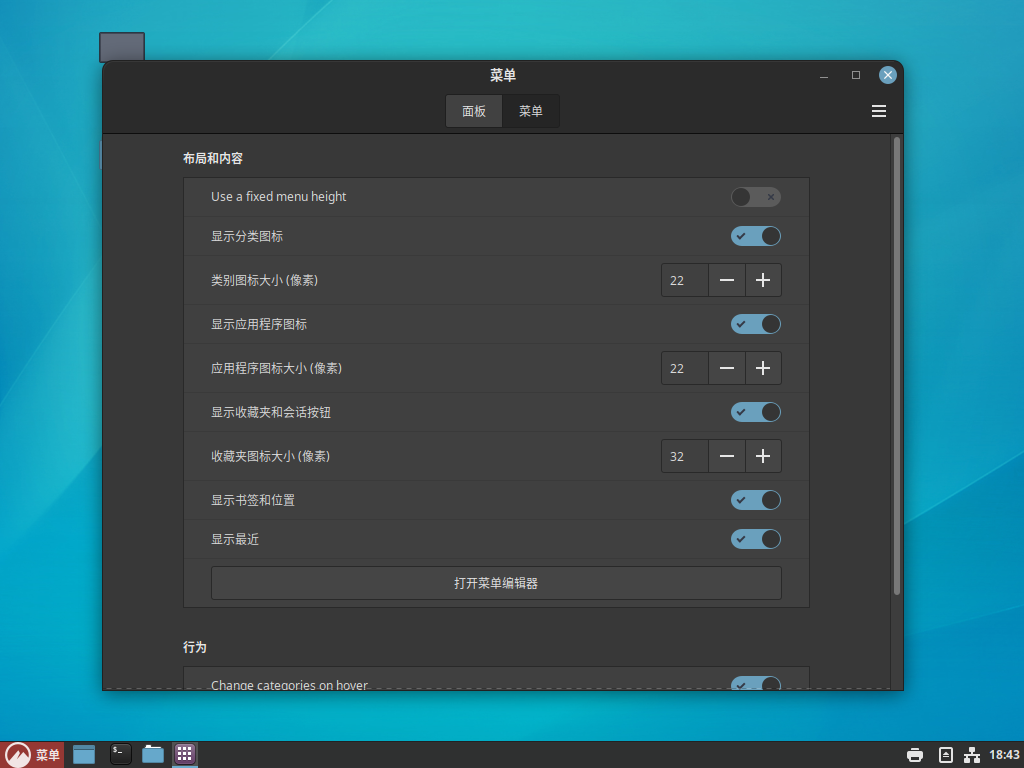 菜单
面板
菜单
布局和内容
Use a fixed menu height
显示分类图标
类别图标大小 (像素)
22
显示应用程序图标
应用程序图标大小 (像素)
22
显示收藏夹和会话按钮
收藏夹图标大小 (像素)
32
显示书签和位置
显示最近
打开菜单编辑器
行为
Change categories on hover
菜单
18:43